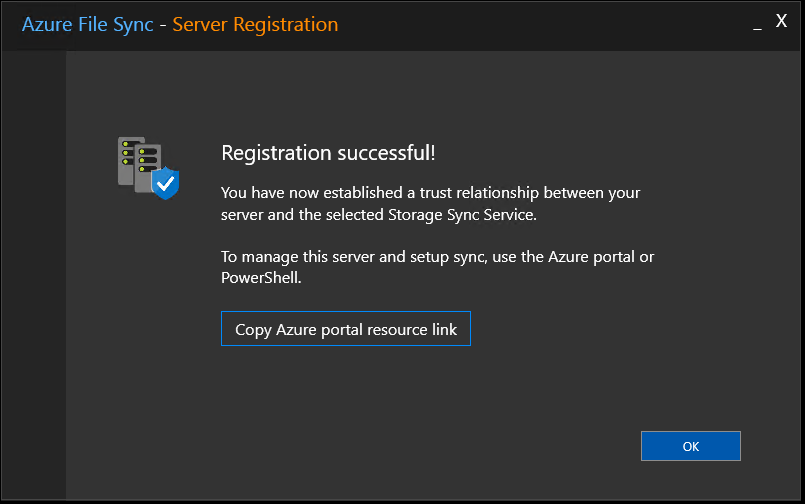 Azure File Sync - Server Registration
_ X
Registration successful!
You have now established a trust relationship between your
server and the selected Storage Sync Service.
To manage this server and setup sync, use the Azure portal or
PowerShell.
Copy Azure portal resource link
OK